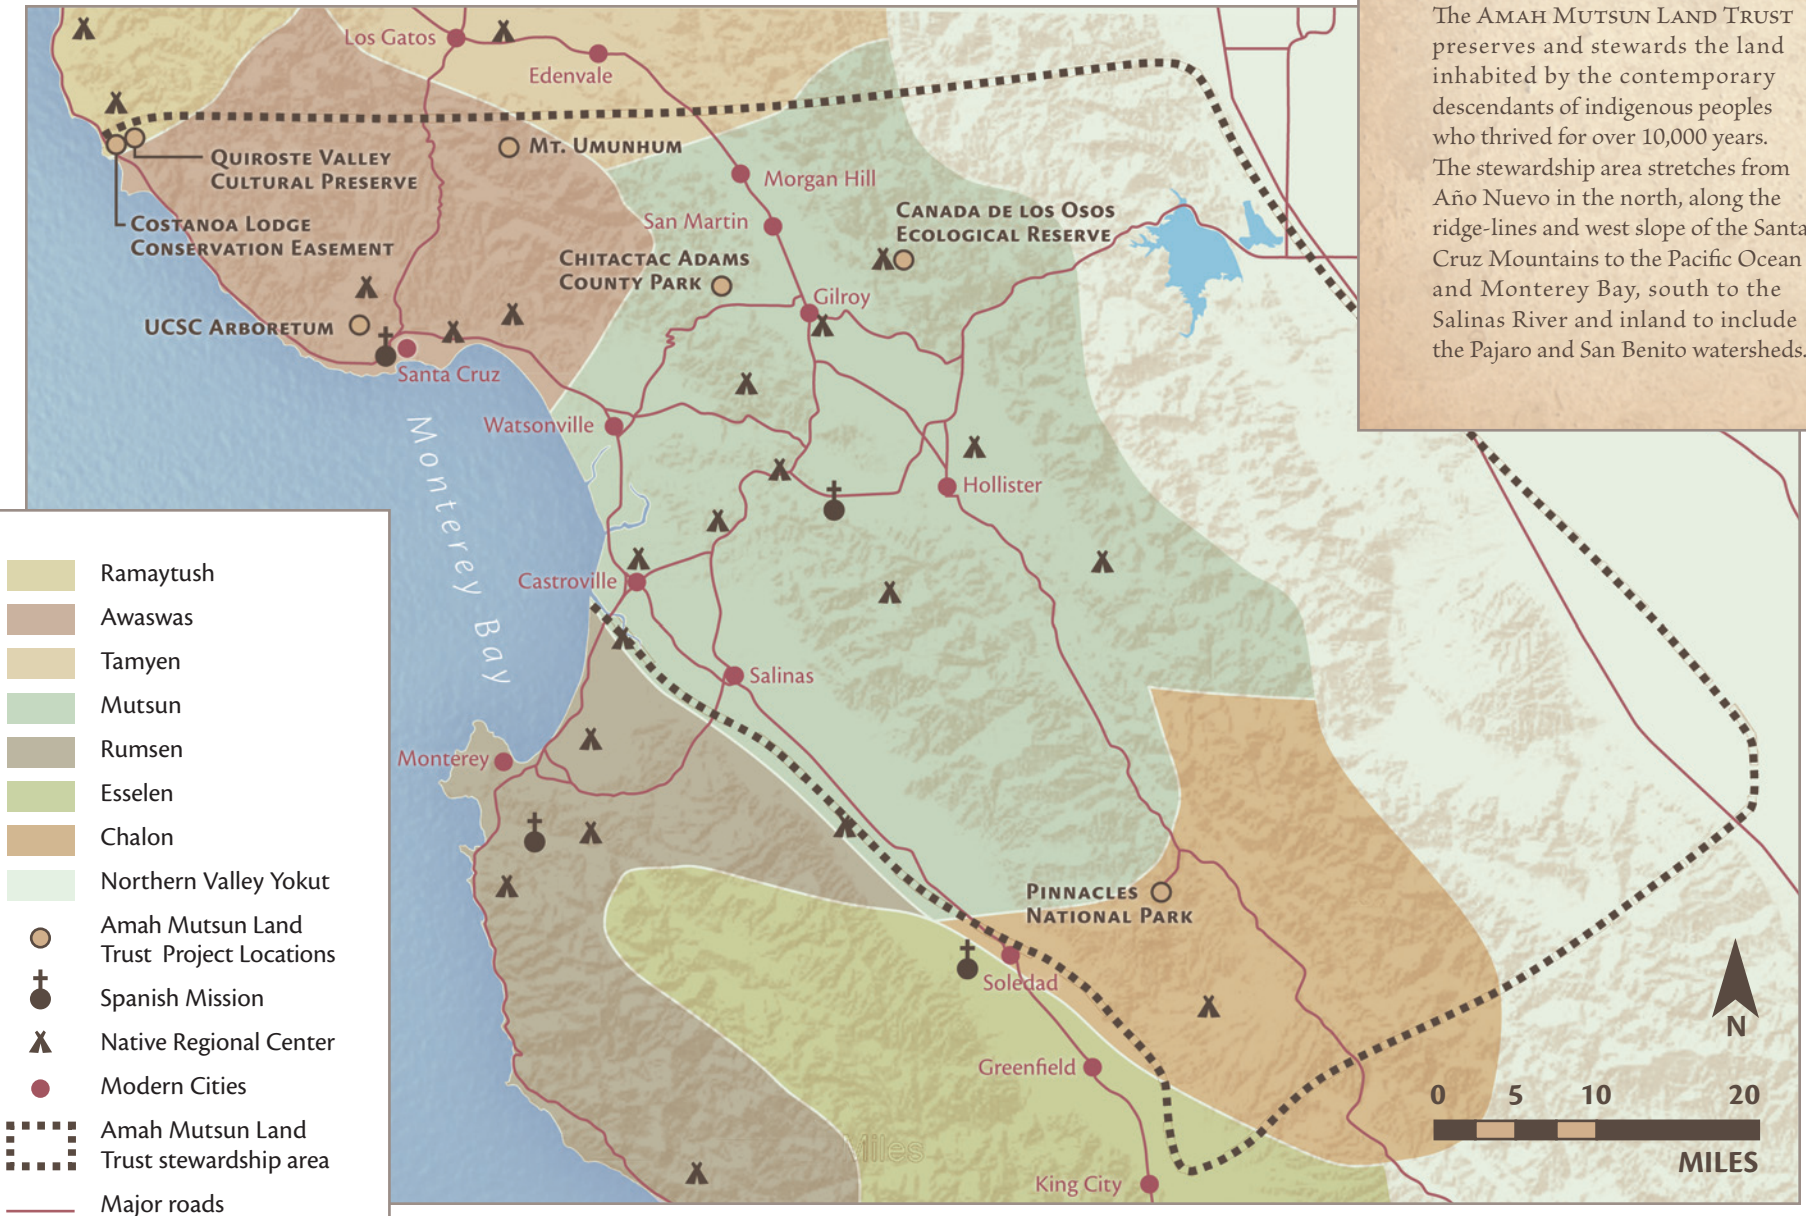 The Amah Mutsun Land Trust
preserves and stewards the land
inhabited by the contemporary
descendants of indigenous peoples
who thrived for over 10,000 years.
The stewardship area stretches from
Año Nuevo in the north, along the
ridge-lines and west slope of the Santa
Cruz Mountains to the Pacific Ocean
and Monterey Bay, south to the
Salinas River and inland to include
the Pajaro and San Benito watersheds.
Los Gatos
Edenvale
Mt. Umunhum
Quiroste Valley
Cultural Preserve
Morgan Hill
San Martin
Canada de los Osos
Ecological Reserve
Costanoa Lodge
Conservation Easement
Chitactac Adams
County Park
Gilroy
UCSC Arboretum
Santa Cruz
Watsonville
Monterey Bay
Hollister
Castroville
Salinas
Monterey
Pinnacles
National Park
Soledad
Greenfield
King City
Miles
Ramaytush
Awaswas
Tamyen
Mutsun
Rumsen
Esselen
Chalon
Northern Valley Yokut
Amah Mutsun Land
Trust Project Locations
Spanish Mission
Native Regional Center
Modern Cities
Amah Mutsun Land
Trust stewardship area
Major roads
N
0 5 10 20
MILES